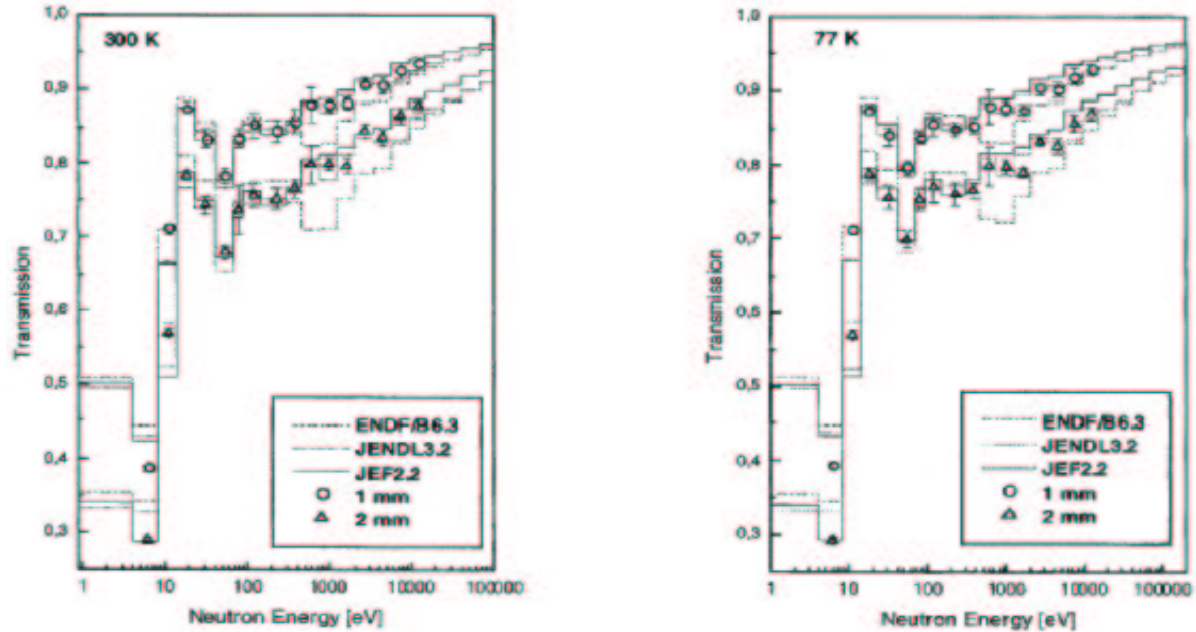 300 K
1,0
0,9
0,8
0,7
0,6
0,5
0,4
0,3
Transmission
ENDF/B6.3
JENDL3.2
JEF2.2
1 mm
2 mm
1 10 100 1000 10000 100000
Neutron Energy [eV]
77 K
1,0
0,9
0,8
0,7
0,6
0,5
0,4
0,3
Transmission
ENDF/B6.3
JENDL3.2
JEF2.2
1 mm
2 mm
1 10 100 1000 10000 100000
Neutron Energy [eV]